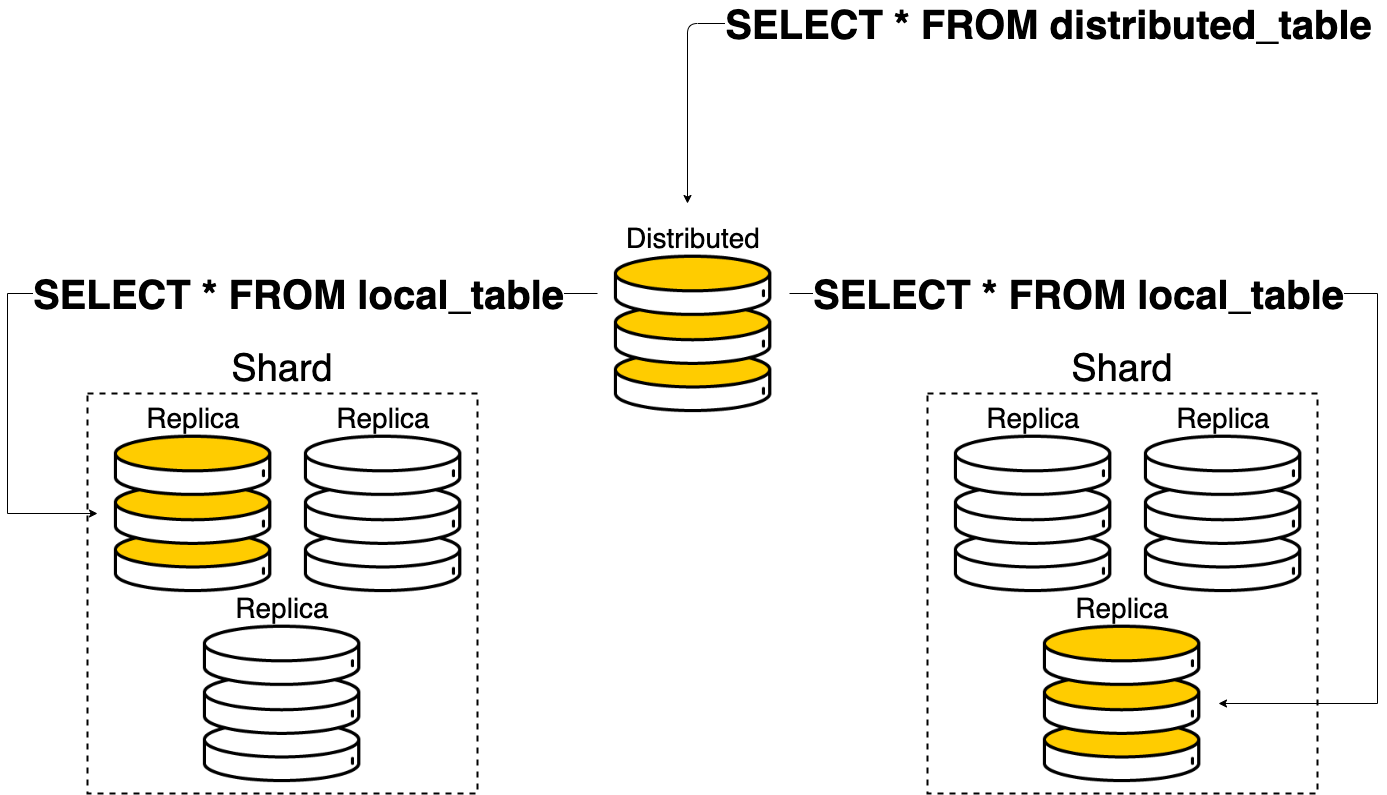 SELECT * FROM distributed_table
Distributed
SELECT * FROM local_table
SELECT * FROM local_table
Shard
Replica
Replica
Replica
Shard
Replica
Replica
Replica